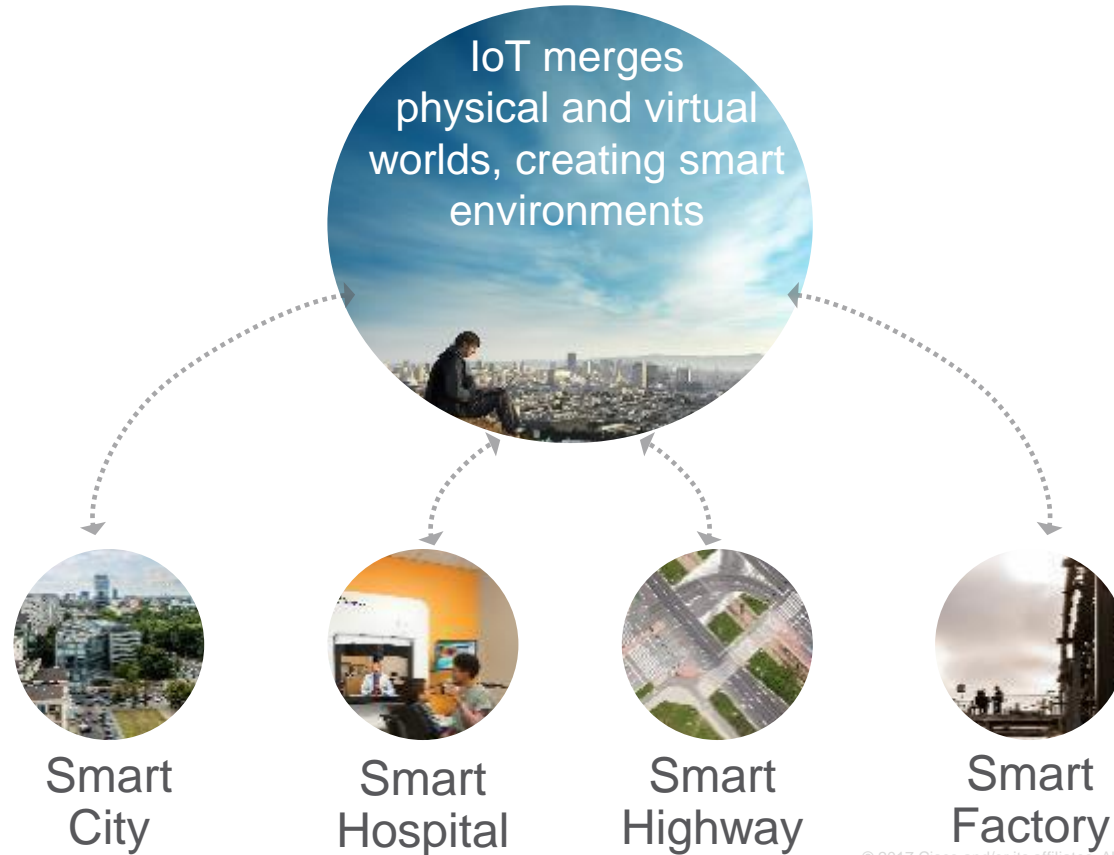 IoT merges
physical and virtual
worlds, creating smart
environments
Smart
City
Smart
Hospital
Smart
Highway
Smart
Factory